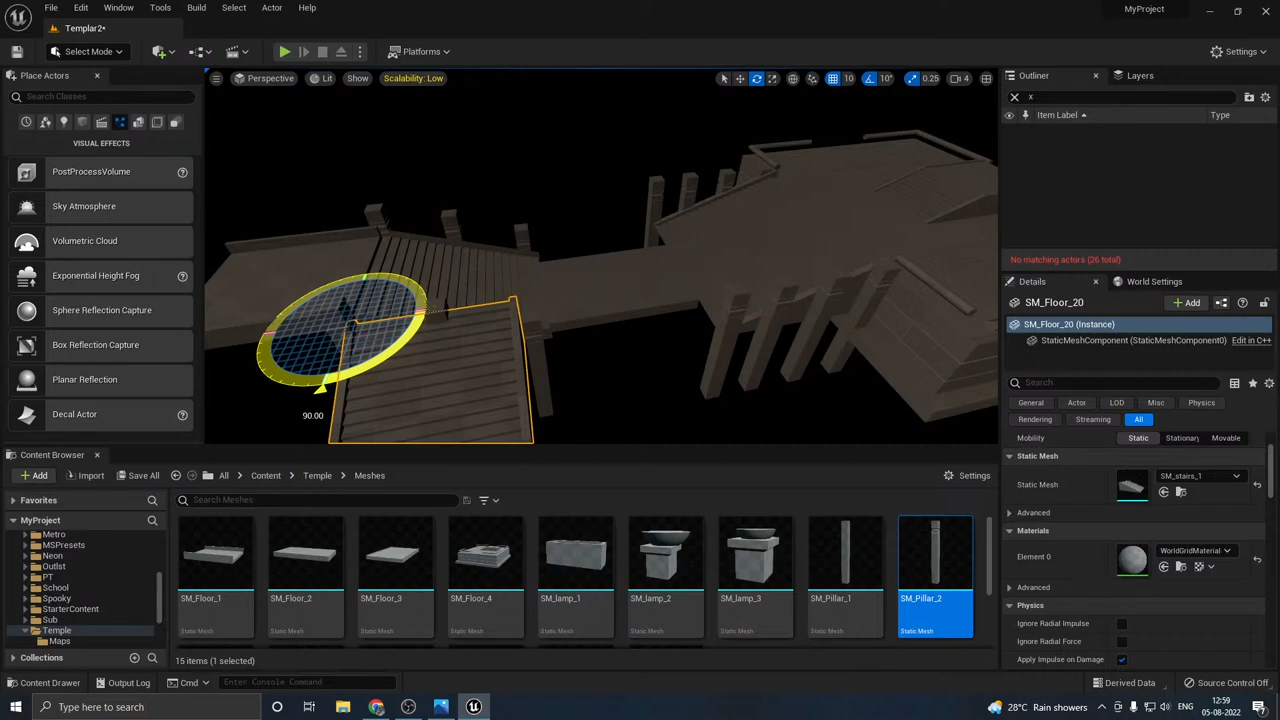 File Edit Window Tools Build Select Actor Help
MyProject
Templar2*
Select Mode
Platforms
Settings
Place Actors
Search Classes
VISUAL EFFECTS
PostProcessVolume
Sky Atmosphere
Volumetric Cloud
Exponential Height Fog
Sphere Reflection Capture
Box Reflection Capture
Planar Reflection
Decal Actor
Perspective Lit Show Scalability: Low
10 10° 0.25 4
90.00
Outliner Layers
x
Item Label Type
No matching actors (26 total)
Details World Settings
SM_Floor_20
Add
SM_Floor_20 (Instance)
StaticMeshComponent (StaticMeshComponent0) Edit in C++
Search
General Actor LOD Misc Physics
Rendering Streaming All
Mobility Static Stationary Movable
Static Mesh
Static Mesh SM_stairs_1
Advanced
Materials
Element 0 WorldGridMaterial
Advanced
Physics
Ignore Radial Impulse
Ignore Radial Force
Apply Impulse on Damage
Content Browser
Add Import Save All All Content Temple Meshes Settings
Favorites
Search Meshes
MyProject
Metro
MSPresets
Neon
Outlst
PT
School
Spooky
StarterContent
Sub
Temple
Maps
Collections
SM_Floor_1 SM_Floor_2 SM_Floor_3 SM_Floor_4 SM_lamp_1 SM_lamp_2 SM_lamp_3 SM_Pillar_1 SM_Pillar_2
Static Mesh Static Mesh Static Mesh Static Mesh Static Mesh Static Mesh Static Mesh Static Mesh Static Mesh
15 items (1 selected)
Content Drawer Output Log Cmd Enter Console Command
Derived Data Source Control Off
Type here to search
28°C Rain showers
ENG
12:59
05-08-2022